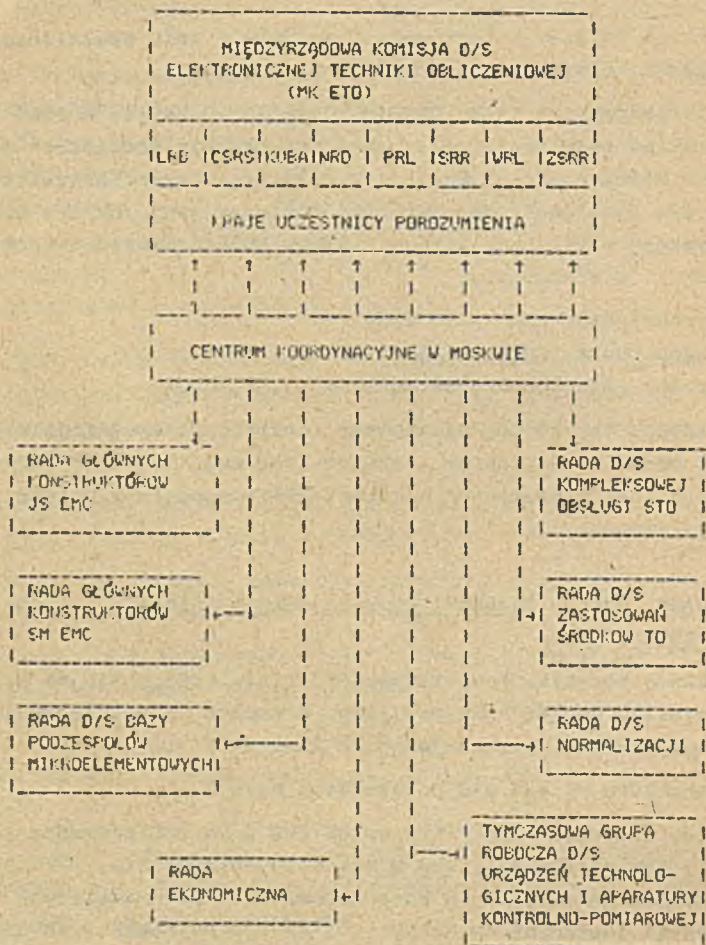 MIĘDZYRZĄDOWA KOMISJA D/S
ELEKTRONICZNEJ TECHNIKI OBLICZENIOWEJ
(MK ETO)
LRB CSRS KUBA NRD PRL SRR WRL ZSRR
KRAJE UCZESTNICY POROZUMIENIA
CENTRUM KOORDYNACYJNE W MOSKWIE
RADA GŁÓWNYCH
KONSTRUKTORÓW
JS EMC
RADA D/S
KOMPLEKSOWEJ
OBSŁUGI STO
RADA GŁÓWNYCH
KONSTRUKTORÓW
SM EMC
RADA D/S
ZASTOSOWAŃ
ŚRODKÓW TO
RADA D/S BAZY
PODZESPOŁÓW
MIKROELEMENTOWYCH
RADA D/S
NORMALIZACJI
RADA
EKONOMICZNA
TYMCZASOWA GRUPA
ROBOCZA D/S
URZĄDZEŃ TECHNOLO-
GICZNYCH I APARATURY
KONTROLNO-POMIAROWEJ